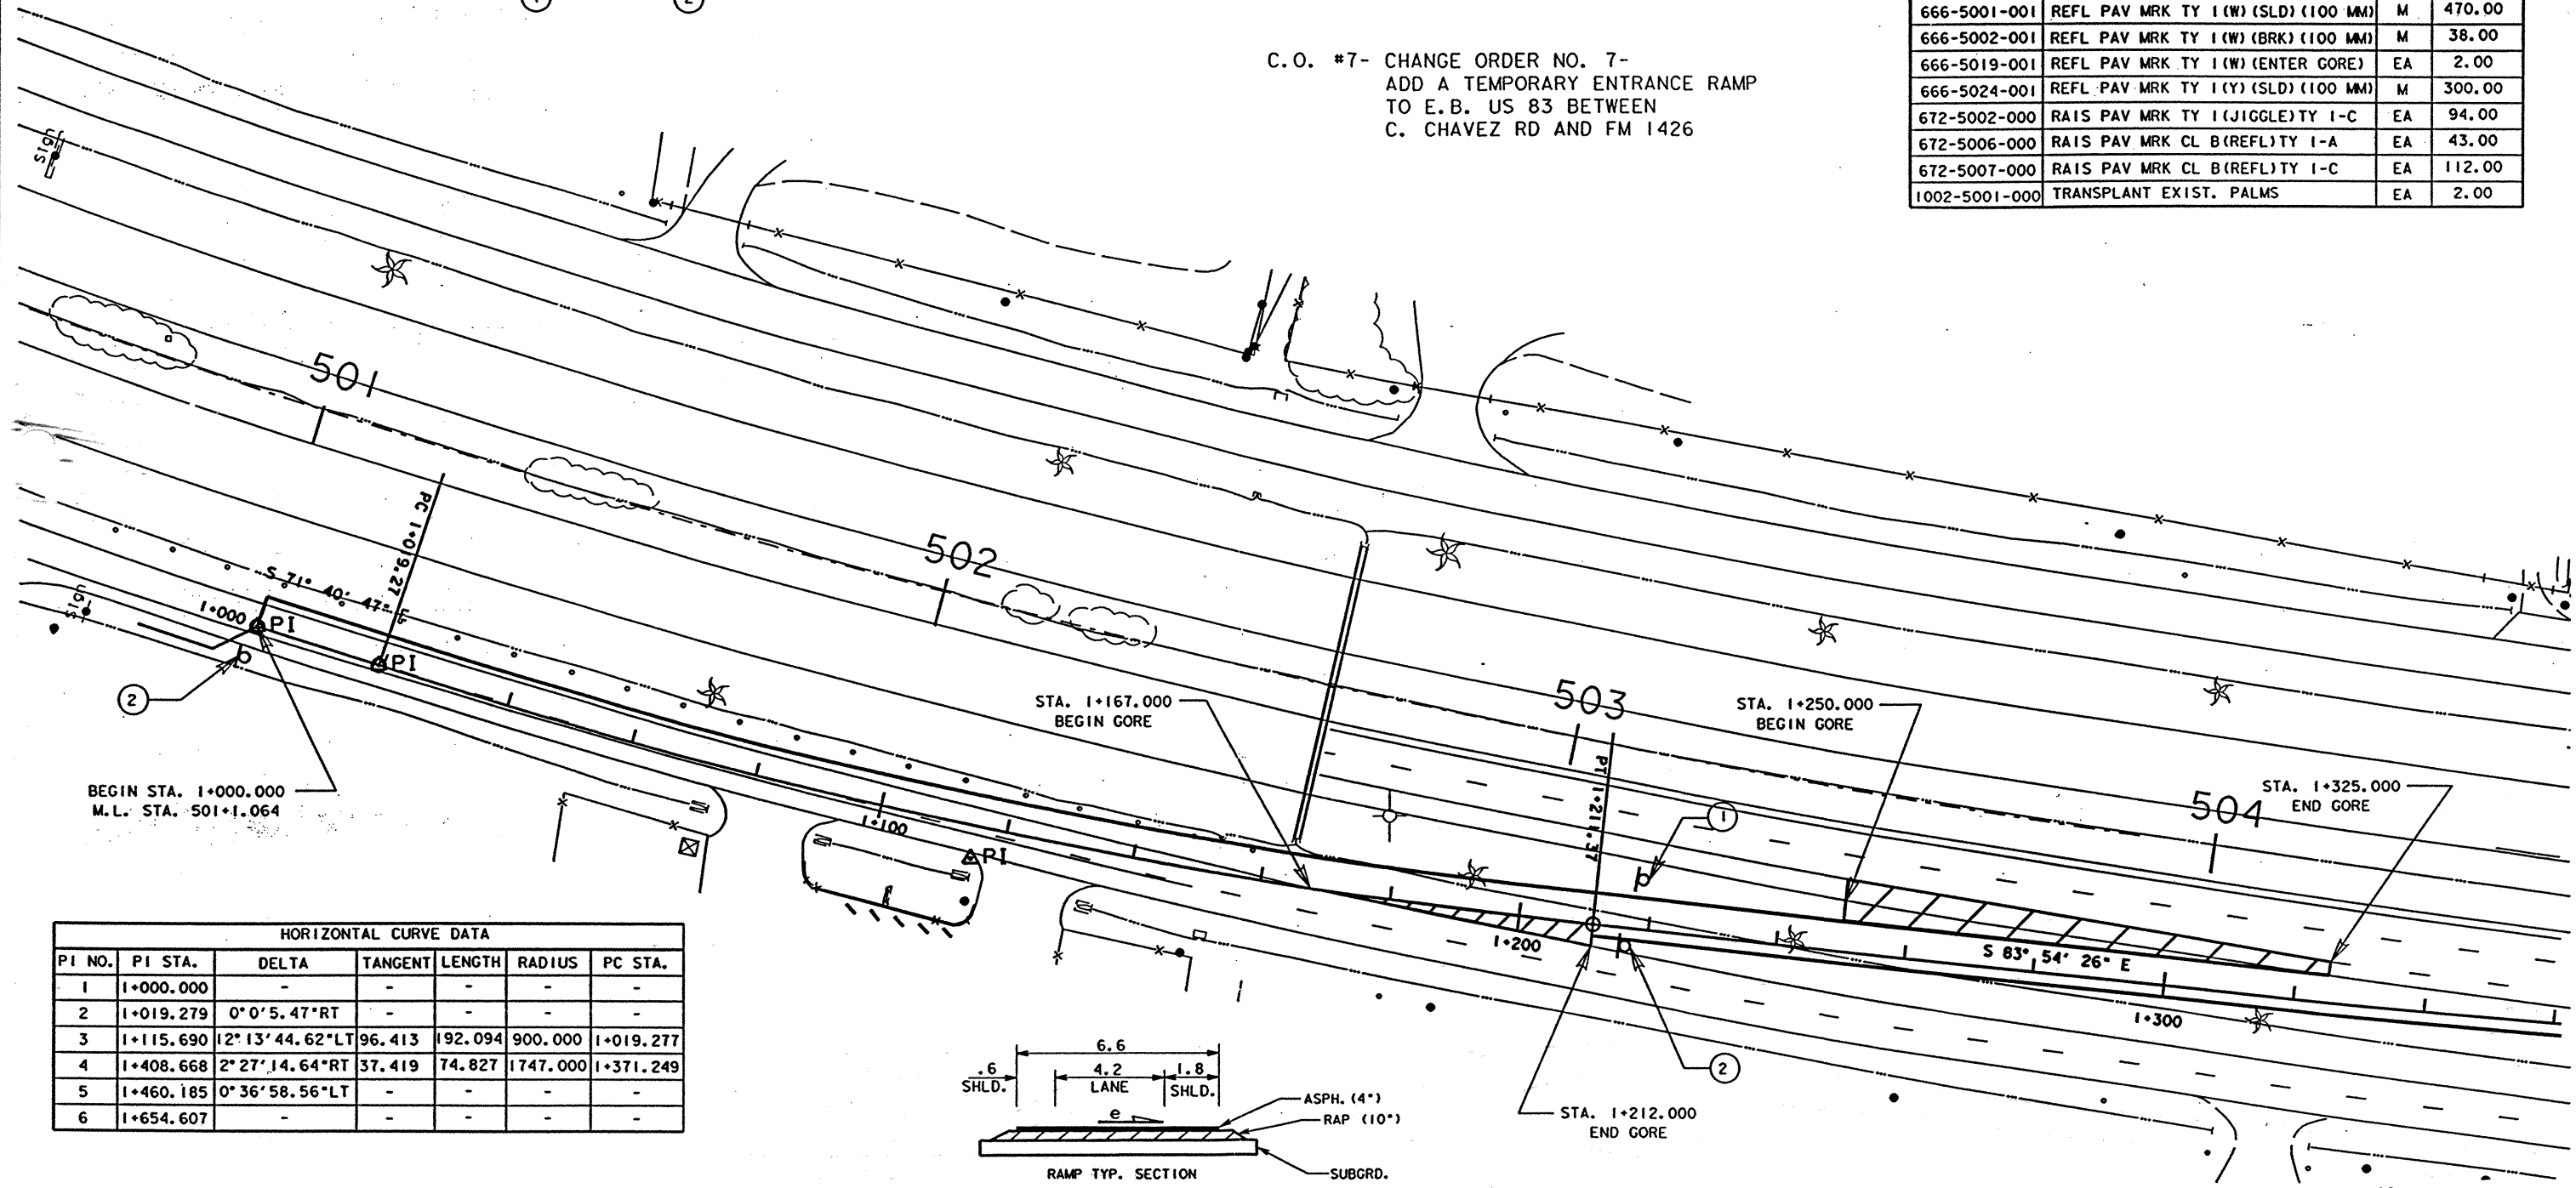 1 2
666-5001-001 REFL PAV MRK TY I(W)(SLD)(100 MM) M 470.00
666-5002-001 REFL PAV MRK TY I(W)(BRK)(100 MM) M 38.00
666-5019-001 REFL PAV MRK TY I(W)(ENTER GORE) EA 2.00
666-5024-001 REFL PAV MRK TY I(Y)(SLD)(100 MM) M 300.00
672-5002-000 RAIS PAV MRK TY I(JIGGLE)TY I-C EA 94.00
672-5006-000 RAIS PAV MRK CL B(REFL)TY I-A EA 43.00
672-5007-000 RAIS PAV MRK CL B(REFL)TY I-C EA 112.00
1002-5001-000 TRANSPLANT EXIST. PALMS EA 2.00
C.O. #7- CHANGE ORDER NO. 7-
ADD A TEMPORARY ENTRANCE RAMP
TO E.B. US 83 BETWEEN
C. CHAVEZ RD AND FM 1426
sign
501
PC 1+019.27
502
S 71° 40' 47"
1+000
PI
PI
sign
2
BEGIN STA. 1+000.000
M.L. STA. 501+1.064
STA. 1+167.000
BEGIN GORE
503
STA. 1+250.000
BEGIN GORE
PT 1+211.37
1
504
STA. 1+325.000
END GORE
1+100
PI
1+200
S 83° 54' 26" E
1+300
2
STA. 1+212.000
END GORE
HORIZONTAL CURVE DATA
PI NO. PI STA. DELTA TANGENT LENGTH RADIUS PC STA.
1 1+000.000 - - - - -
2 1+019.279 0°0'5.47"RT - - - -
3 1+115.690 12°13'44.62"LT 96.413 192.094 900.000 1+019.277
4 1+408.668 2°27'14.64"RT 37.419 74.827 1747.000 1+371.249
5 1+460.185 0°36'58.56"LT - - - -
6 1+654.607 - - - - -
6.6
.6 4.2 1.8
SHLD. LANE SHLD.
e
ASPH. (4")
RAP (10")
SUBGRD.
RAMP TYP. SECTION